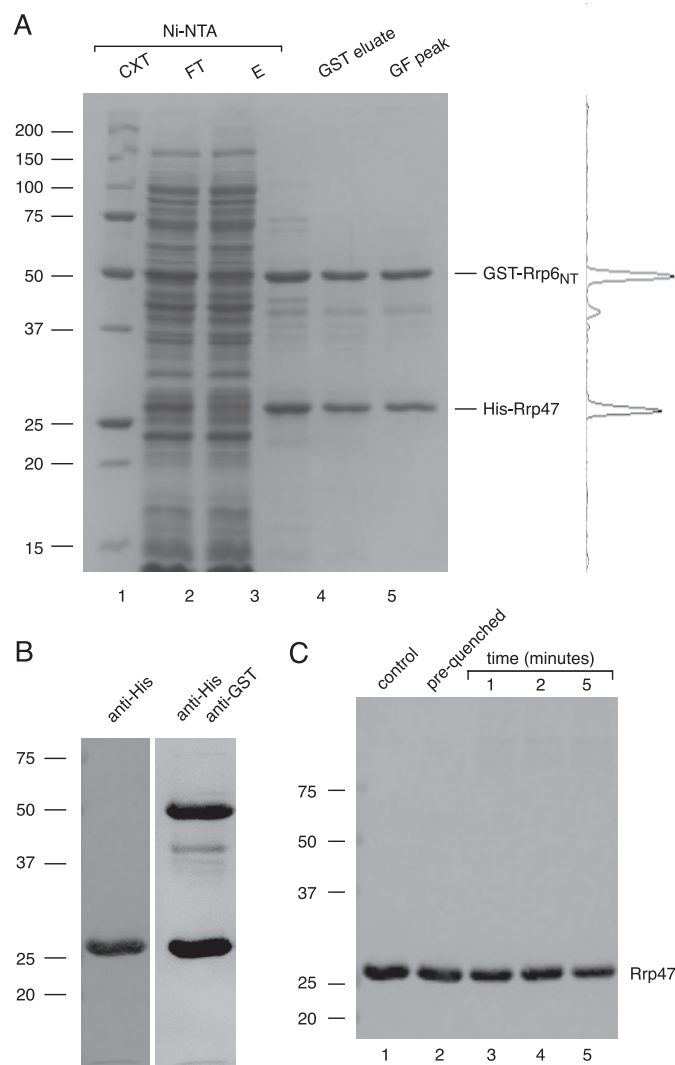 A
Ni-NTA
CXT FT E GST eluate GF peak
200
150
100
75
50
37
25
20
15
GST-Rrp6NT
His-Rrp47
1 2 3 4 5
B
anti-His
anti-His
anti-GST
75
50
37
25
20
C
control
pre-quenched
time (minutes)
1 2 5
75
50
37
25
20
Rrp47
1 2 3 4 5